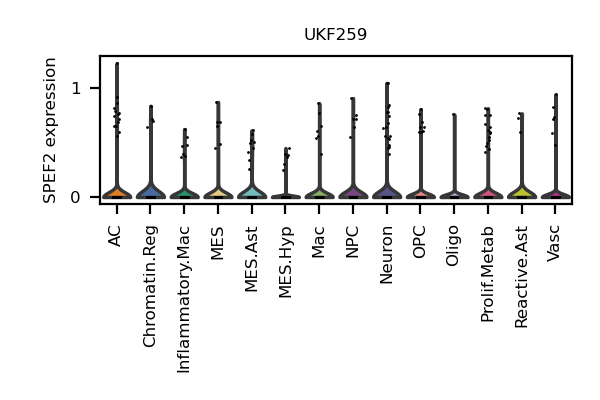 UKF259
SPEF2 expression
1
0
AC
Chromatin.Reg
Inflammatory.Mac
MES
MES.Ast
MES.Hyp
Mac
NPC
Neuron
OPC
Oligo
Prolif.Metab
Reactive.Ast
Vasc